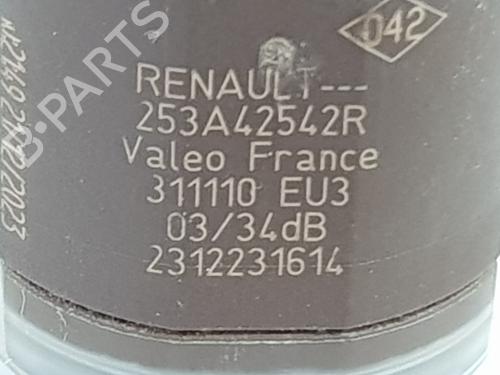 042
RENAULT---
253A42542R
Valeo France
311110 EU3
03/34dB
2312231614
B-PARTS